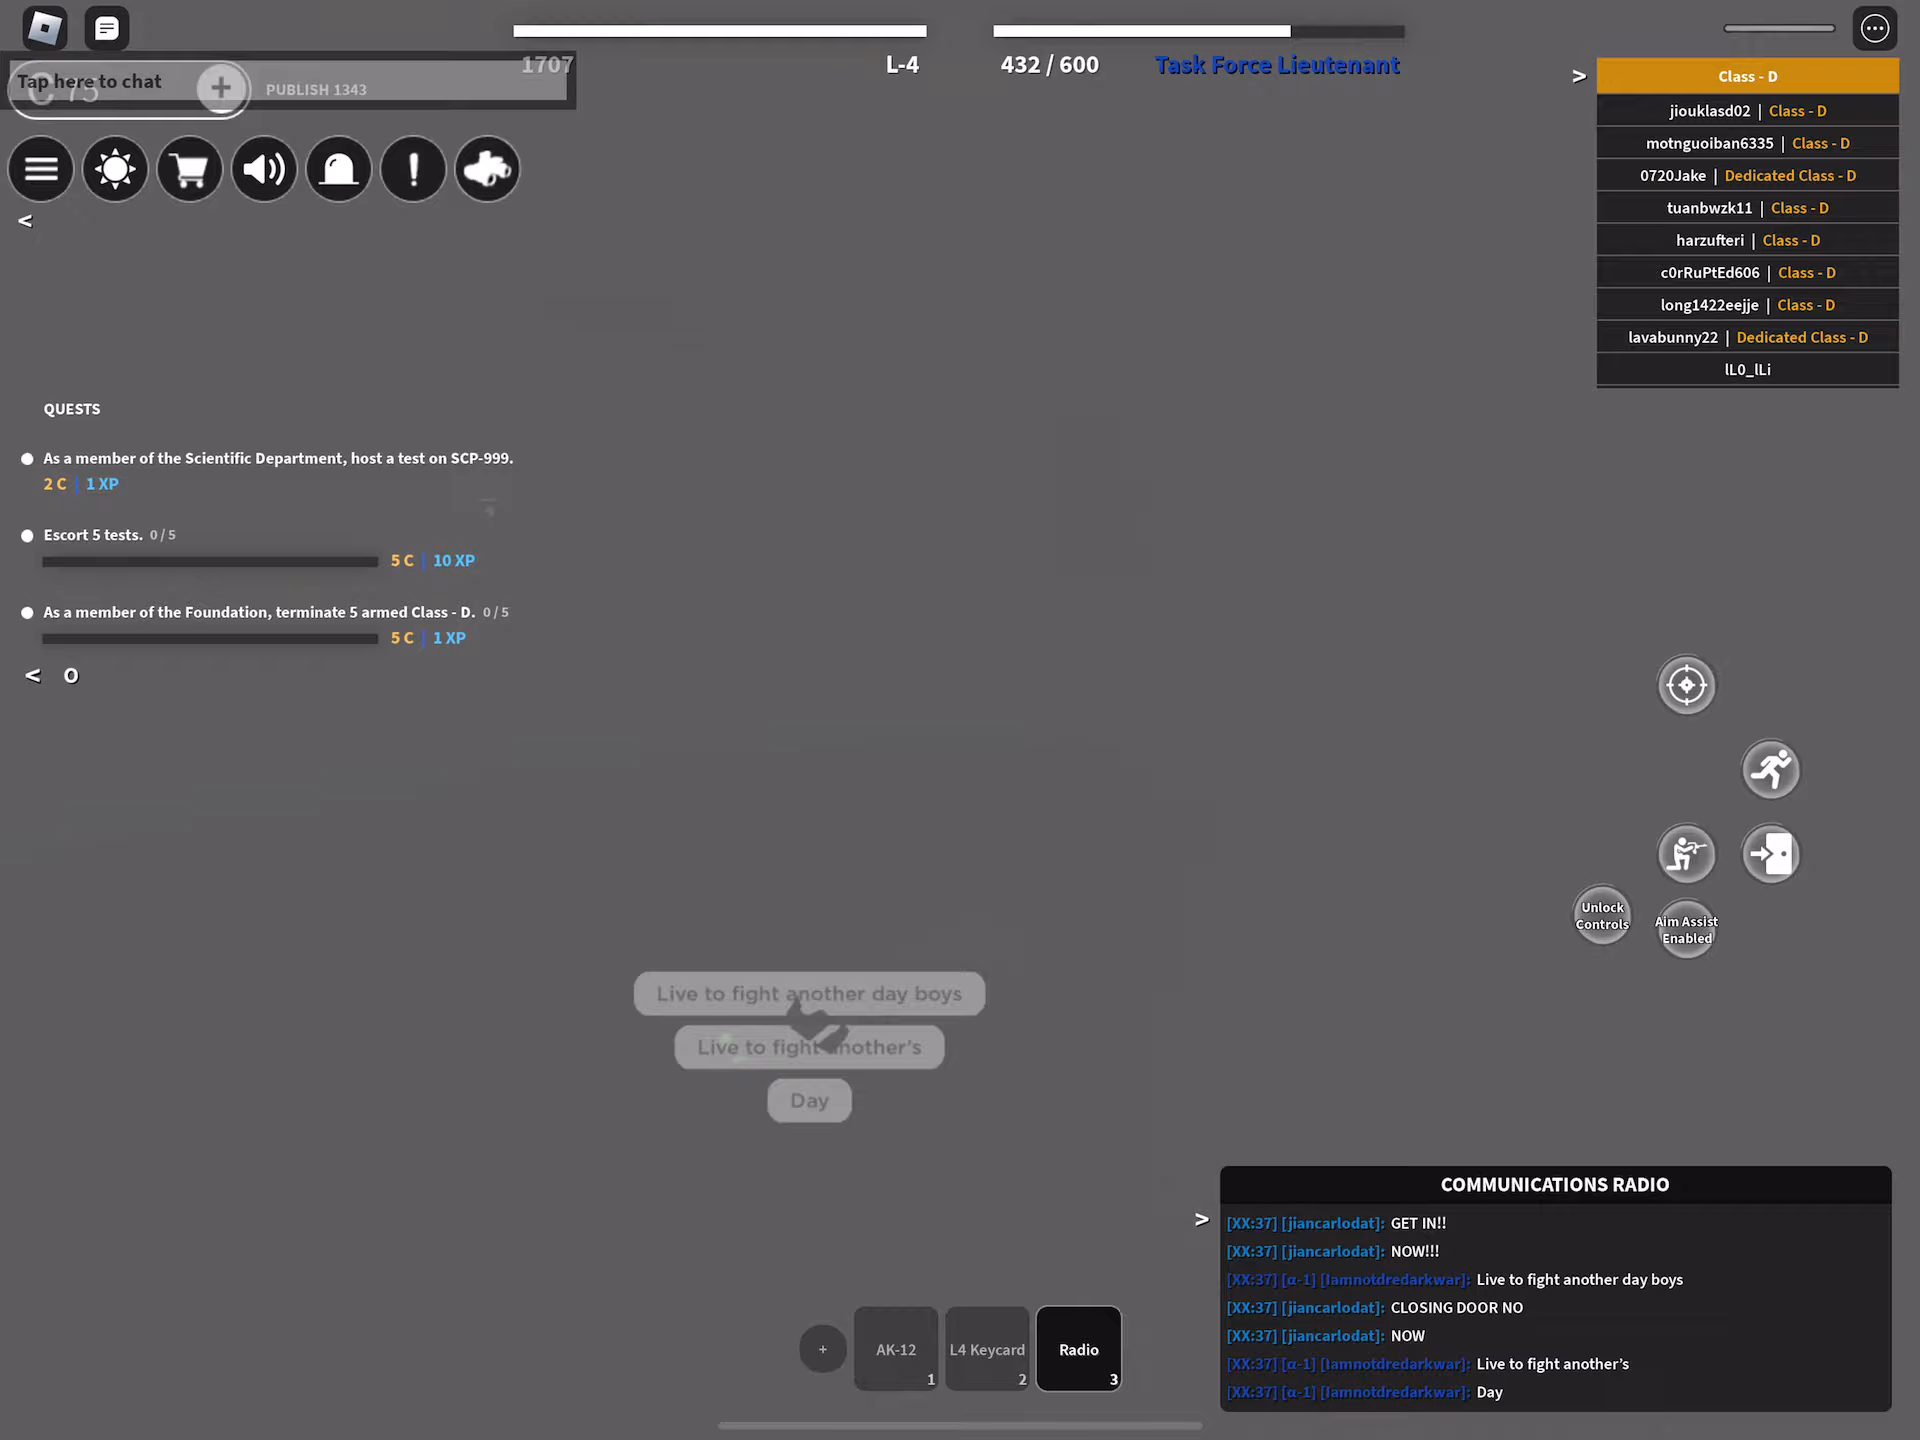 1707
L-4
432 / 600
Task Force Lieutenant
Tap here to chat
C 75
+
PUBLISH 1343
>
Class - D
jiouklasd02 | Class - D
motnguoiban6335 | Class - D
0720Jake | Dedicated Class - D
tuanbwzk11 | Class - D
harzufteri | Class - D
c0rRuPtEd606 | Class - D
long1422eejje | Class - D
lavabunny22 | Dedicated Class - D
lL0_lLi
<
QUESTS
As a member of the Scientific Department, host a test on SCP-999.
2 C | 1 XP
Escort 5 tests. 0 / 5
5 C | 10 XP
As a member of the Foundation, terminate 5 armed Class - D. 0 / 5
5 C | 1 XP
< O
Unlock
Controls
Aim Assist
Enabled
Live to fight another day boys
Live to fight another's
Day
COMMUNICATIONS RADIO
>
[XX:37] [jiancarlodat]: GET IN!!
[XX:37] [jiancarlodat]: NOW!!!
[XX:37] [α-1] [Iamnotdredarkwar]: Live to fight another day boys
[XX:37] [jiancarlodat]: CLOSING DOOR NO
[XX:37] [jiancarlodat]: NOW
[XX:37] [α-1] [Iamnotdredarkwar]: Live to fight another's
[XX:37] [α-1] [Iamnotdredarkwar]: Day
+
AK-12
1
L4 Keycard
2
Radio
3